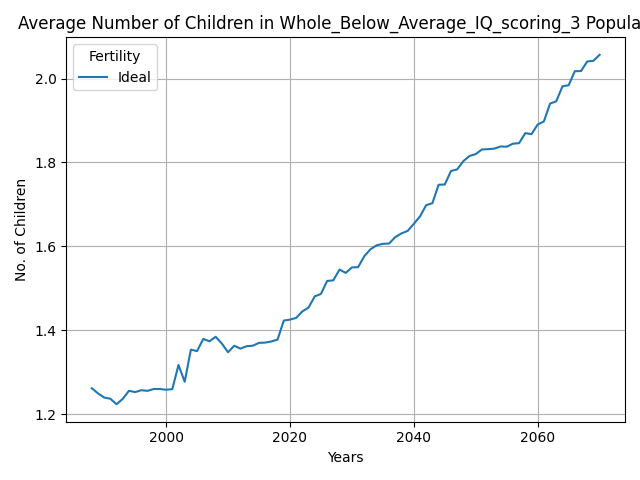 Average Number of Children in Whole_Below_Average_IQ_scoring_3 Popula
Fertility
Ideal
No. of Children
2.0
1.8
1.6
1.4
1.2
2000 2020 2040 2060
Years